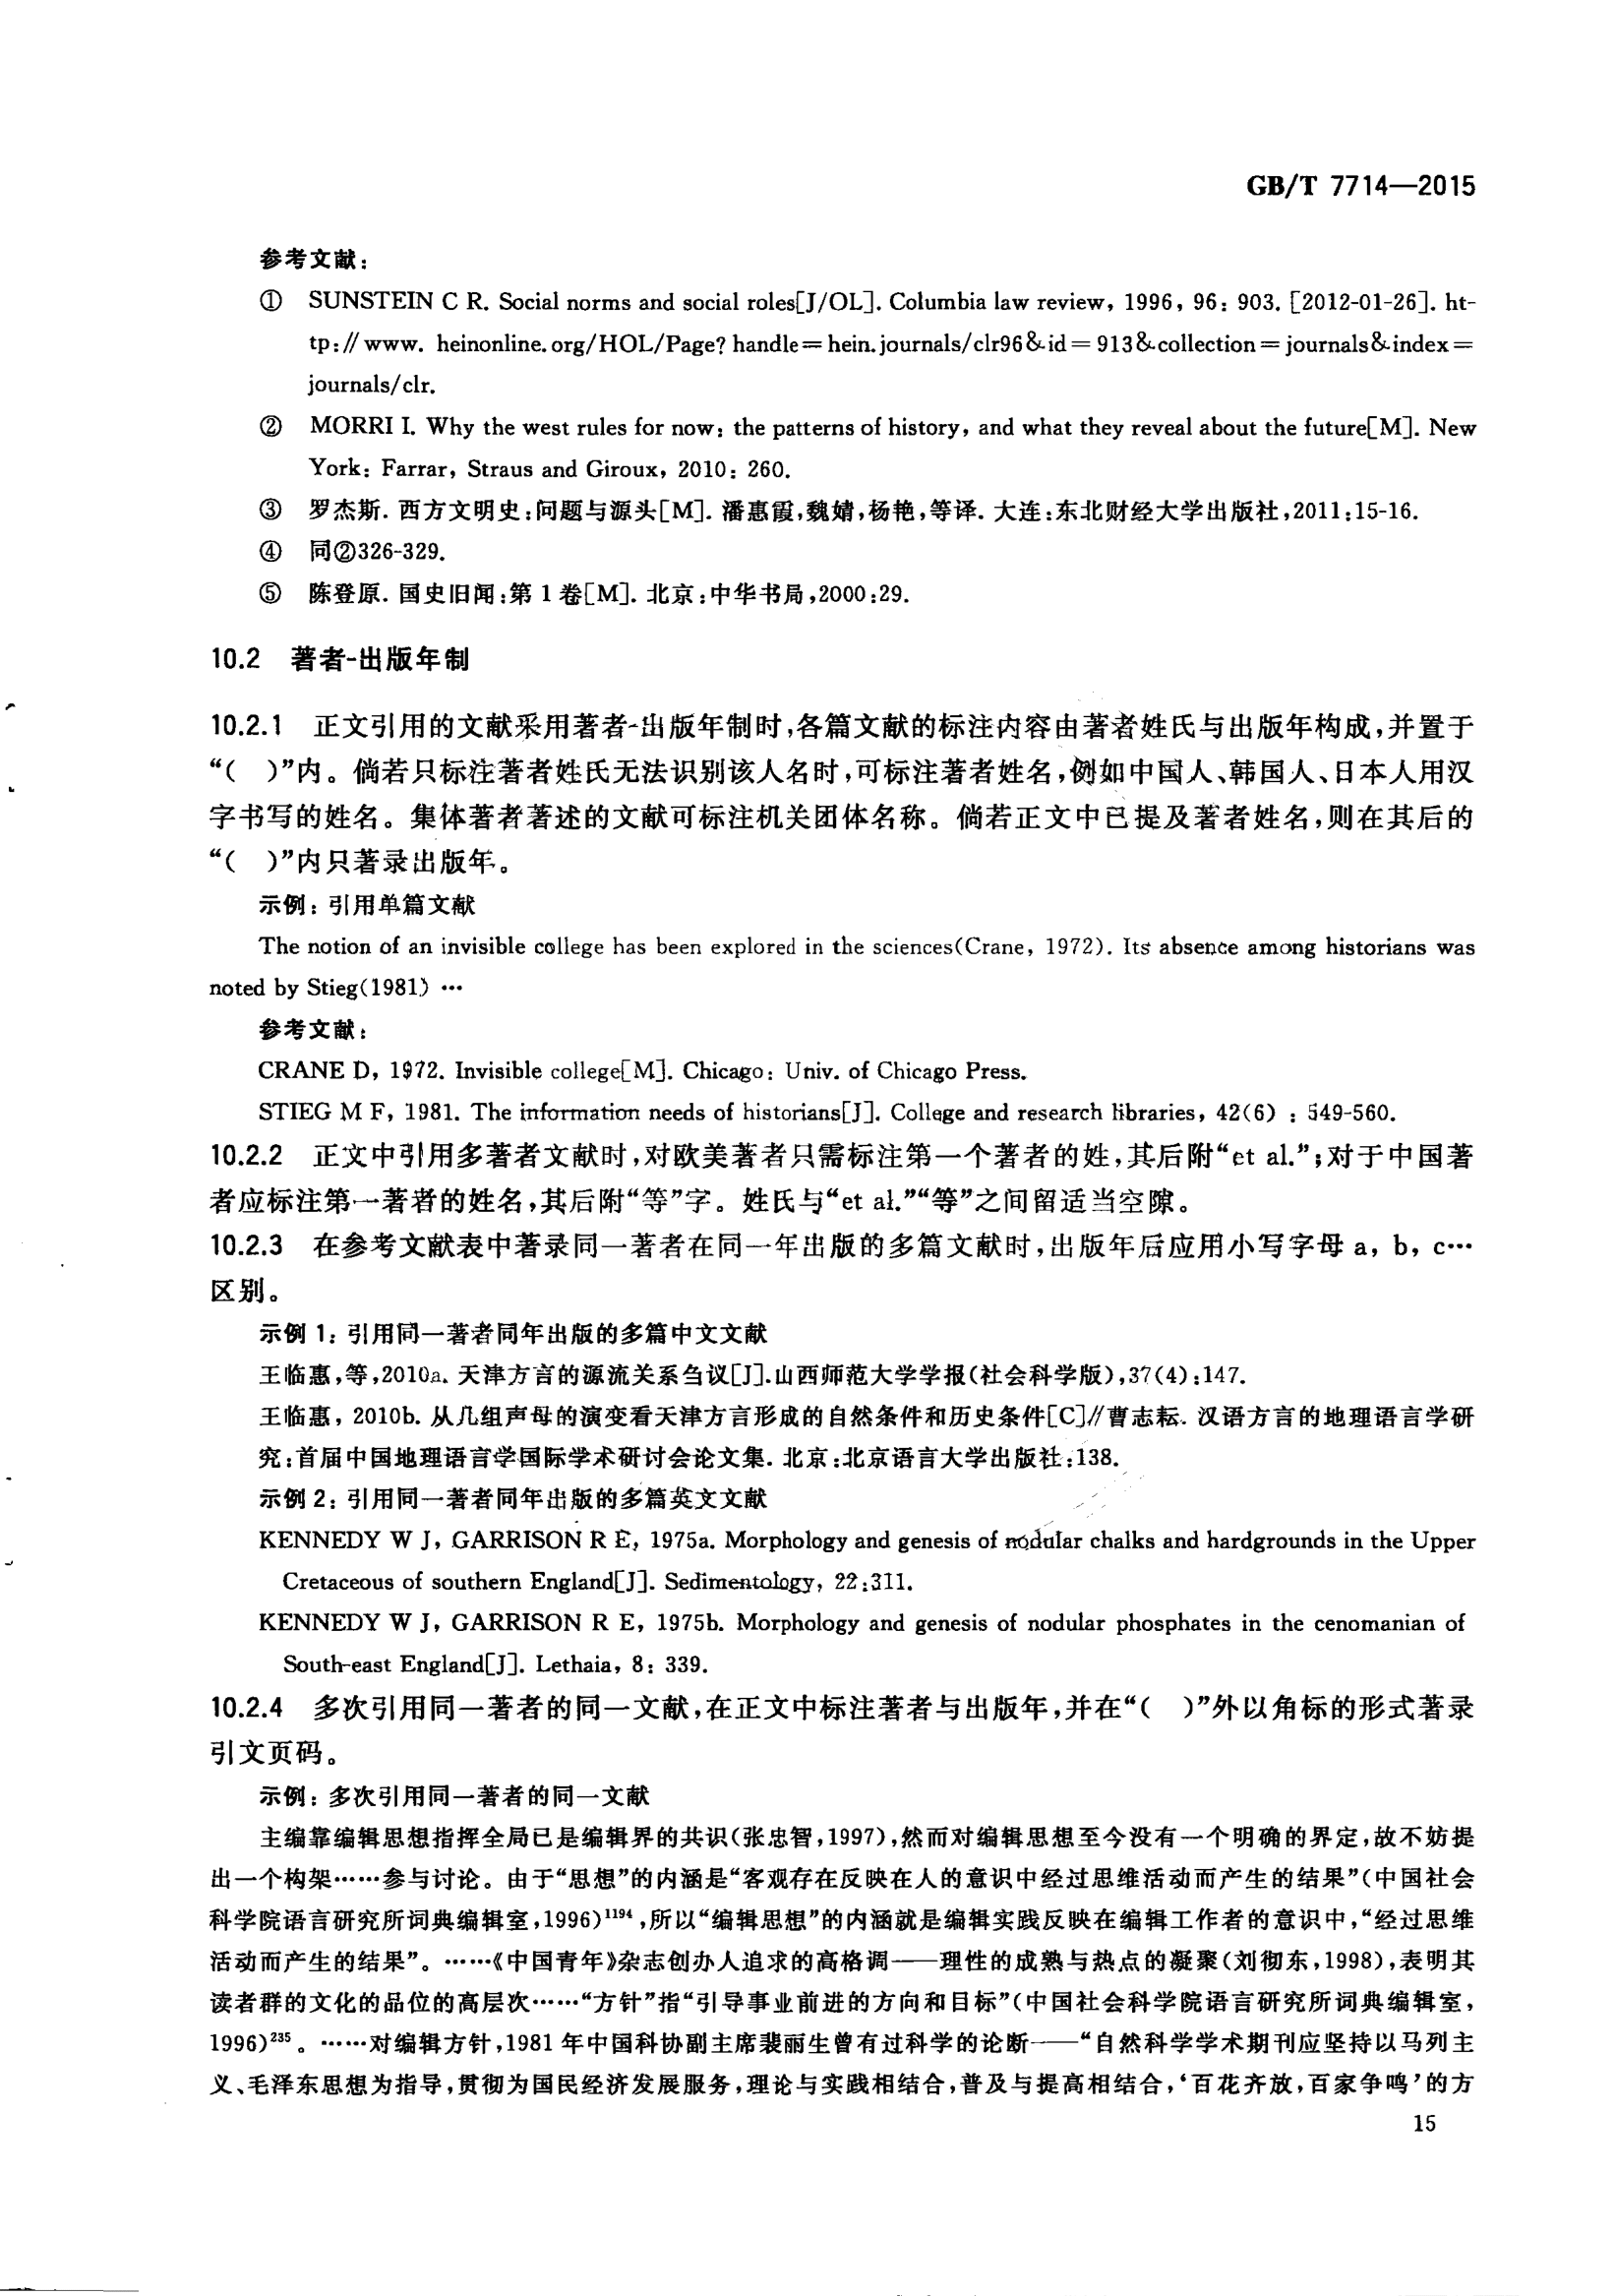 GB/T 7714—2015
参考文献：
① SUNSTEIN C R. Social norms and social roles[J/OL]. Columbia law review, 1996, 96: 903. [2012-01-26]. ht-
tp://www. heinonline.org/HOL/Page? handle=hein.journals/clr96&id=913&collection=journals&index=
journals/clr.
② MORRI I. Why the west rules for now: the patterns of history, and what they reveal about the future[M]. New
York: Farrar, Straus and Giroux, 2010: 260.
③ 罗杰斯. 西方文明史:问题与源头[M]. 潘惠霞,魏婧,杨艳,等译. 大连:东北财经大学出版社,2011:15-16.
④ 同②326-329.
⑤ 陈登原. 国史旧闻:第 1 卷[M]. 北京:中华书局,2000:29.
10.2 著者-出版年制
10.2.1 正文引用的文献采用著者-出版年制时,各篇文献的标注内容由著者姓氏与出版年构成,并置于
“( )”内。倘若只标注著者姓氏无法识别该人名时,可标注著者姓名,例如中国人、韩国人、日本人用汉
字书写的姓名。集体著者著述的文献可标注机关团体名称。倘若正文中已提及著者姓名,则在其后的
“( )”内只著录出版年。
示例：引用单篇文献
The notion of an invisible college has been explored in the sciences(Crane, 1972). Its absence among historians was
noted by Stieg(1981) …
参考文献：
CRANE D, 1972. Invisible college[M]. Chicago: Univ. of Chicago Press.
STIEG M F, 1981. The information needs of historians[J]. College and research libraries, 42(6) : 549-560.
10.2.2 正文中引用多著者文献时,对欧美著者只需标注第一个著者的姓,其后附“et al.”;对于中国著
者应标注第一著者的姓名,其后附“等”字。姓氏与“et al.”“等”之间留适当空隙。
10.2.3 在参考文献表中著录同一著者在同一年出版的多篇文献时,出版年后应用小写字母 a, b, c…
区别。
示例 1：引用同一著者同年出版的多篇中文文献
王临惠,等,2010a. 天津方言的源流关系刍议[J].山西师范大学学报(社会科学版),37(4):147.
王临惠, 2010b. 从几组声母的演变看天津方言形成的自然条件和历史条件[C]//曹志耘. 汉语方言的地理语言学研
究:首届中国地理语言学国际学术研讨会论文集. 北京:北京语言大学出版社:138.
示例 2：引用同一著者同年出版的多篇英文文献
KENNEDY W J, GARRISON R E, 1975a. Morphology and genesis of nodular chalks and hardgrounds in the Upper
Cretaceous of southern England[J]. Sedimentology, 22:311.
KENNEDY W J, GARRISON R E, 1975b. Morphology and genesis of nodular phosphates in the cenomanian of
South-east England[J]. Lethaia, 8: 339.
10.2.4 多次引用同一著者的同一文献,在正文中标注著者与出版年,并在“( )”外以角标的形式著录
引文页码。
示例：多次引用同一著者的同一文献
主编靠编辑思想指挥全局已是编辑界的共识(张忠智,1997),然而对编辑思想至今没有一个明确的界定,故不妨提
出一个构架……参与讨论。由于“思想”的内涵是“客观存在反映在人的意识中经过思维活动而产生的结果”(中国社会
科学院语言研究所词典编辑室,1996)¹¹⁹⁴,所以“编辑思想”的内涵就是编辑实践反映在编辑工作者的意识中,“经过思维
活动而产生的结果”。……《中国青年》杂志创办人追求的高格调——理性的成熟与热点的凝聚(刘彻东,1998),表明其
读者群的文化的品位的高层次……“方针”指“引导事业前进的方向和目标”(中国社会科学院语言研究所词典编辑室,
1996)²³⁵。……对编辑方针,1981 年中国科协副主席裴丽生曾有过科学的论断——“自然科学学术期刊应坚持以马列主
义、毛泽东思想为指导,贯彻为国民经济发展服务,理论与实践相结合,普及与提高相结合,‘百花齐放,百家争鸣’的方
15